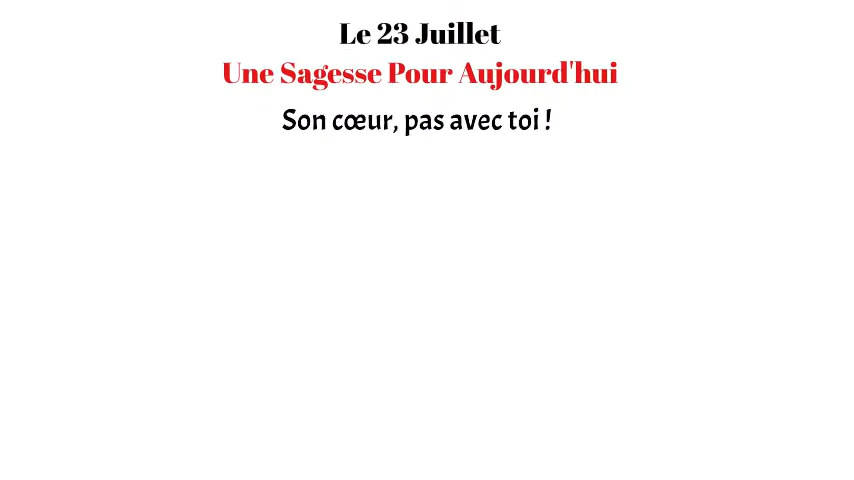 Le 23 Juillet
Une Sagesse Pour Aujourd'hui
Son cœur, pas avec toi !